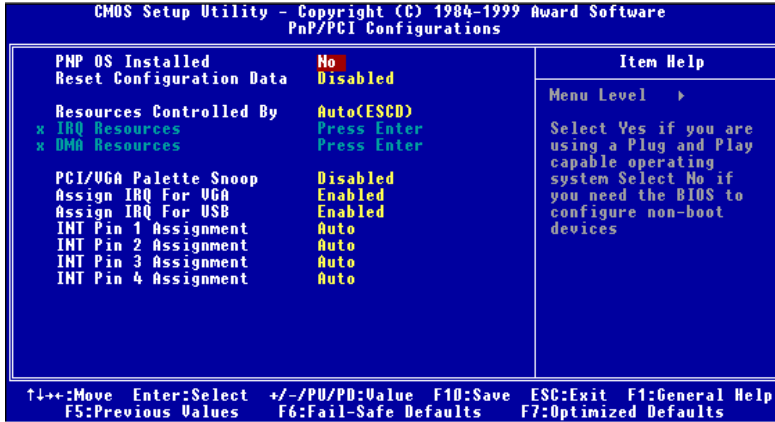 CMOS Setup Utility - Copyright (C) 1984-1999 Award Software
PnP/PCI Configurations
PNP OS Installed No
Reset Configuration Data Disabled
Resources Controlled By Auto(ESCD)
x IRQ Resources Press Enter
x DMA Resources Press Enter
PCI/VGA Palette Snoop Disabled
Assign IRQ For VGA Enabled
Assign IRQ For USB Enabled
INT Pin 1 Assignment Auto
INT Pin 2 Assignment Auto
INT Pin 3 Assignment Auto
INT Pin 4 Assignment Auto
Item Help
Menu Level ▸
Select Yes if you are
using a Plug and Play
capable operating
system Select No if
you need the BIOS to
configure non-boot
devices
↑↓→←:Move Enter:Select +/-/PU/PD:Value F10:Save ESC:Exit F1:General Help
F5:Previous Values F6:Fail-Safe Defaults F7:Optimized Defaults